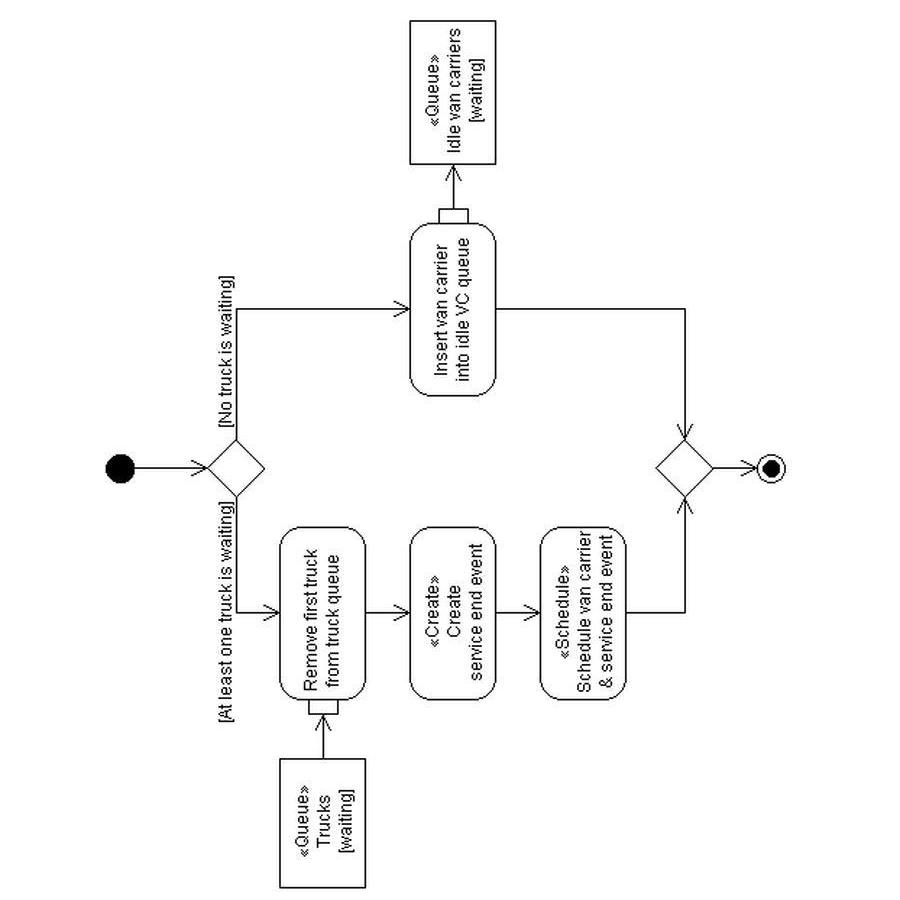 [At least one truck is waiting]
[No truck is waiting]
«Queue»
Trucks
[waiting]
Remove first truck
from truck queue
«Create»
Create
service end event
«Schedule»
Schedule van carrier
& service end event
Insert van carrier
into idle VC queue
«Queue»
Idle van carriers
[waiting]